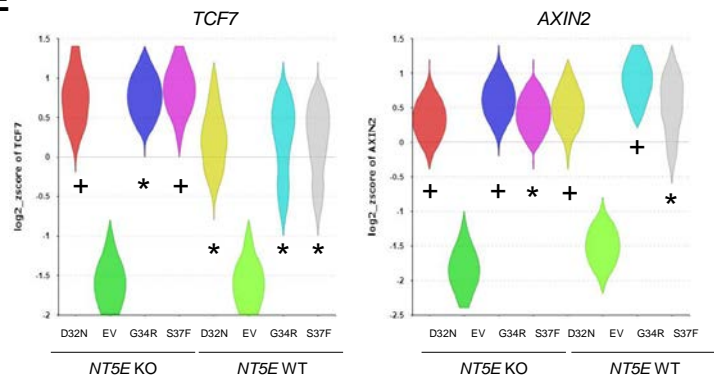 TCF7
AXIN2
log2_zscore of TCF7
1.5
1
0.5
0
-0.5
-1
-1.5
-2
+ * +
* * *
D32N EV G34R S37F D32N EV G34R S37F
NT5E KO NT5E WT
log2_zscore of AXIN2
1.5
1
0.5
0
-0.5
-1
-1.5
-2
-2.5
+
+ + * + *
D32N EV G34R S37F D32N EV G34R S37F
NT5E KO NT5E WT